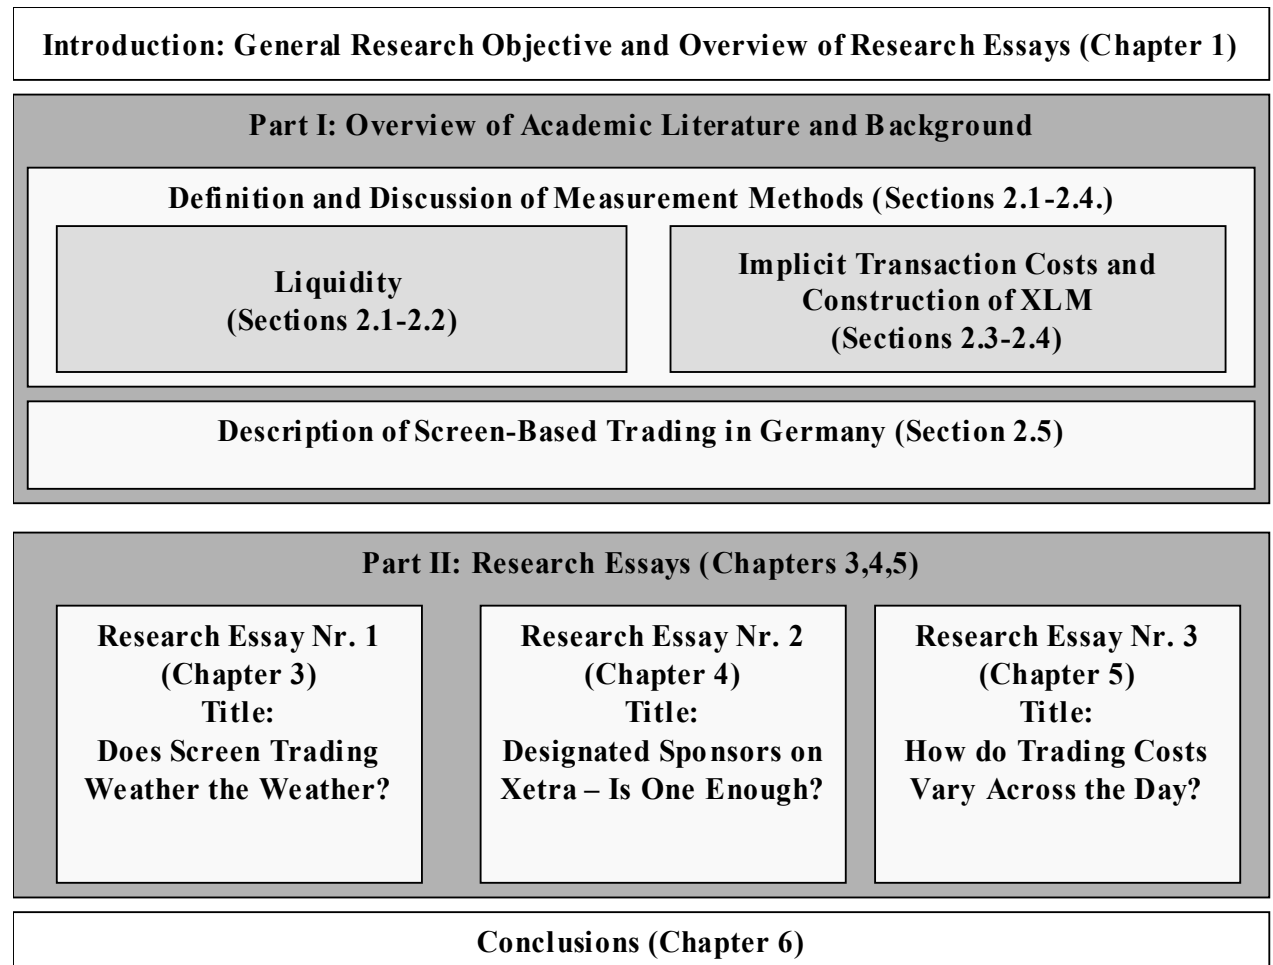 Introduction: General Research Objective and Overview of Research Essays (Chapter 1)
Part I: Overview of Academic Literature and Background
Definition and Discussion of Measurement Methods (Sections 2.1-2.4.)
Liquidity
(Sections 2.1-2.2)
Implicit Transaction Costs and
Construction of XLM
(Sections 2.3-2.4)
Description of Screen-Based Trading in Germany (Section 2.5)
Part II: Research Essays (Chapters 3,4,5)
Research Essay Nr. 1
(Chapter 3)
Title:
Does Screen Trading
Weather the Weather?
Research Essay Nr. 2
(Chapter 4)
Title:
Designated Sponsors on
Xetra – Is One Enough?
Research Essay Nr. 3
(Chapter 5)
Title:
How do Trading Costs
Vary Across the Day?
Conclusions (Chapter 6)